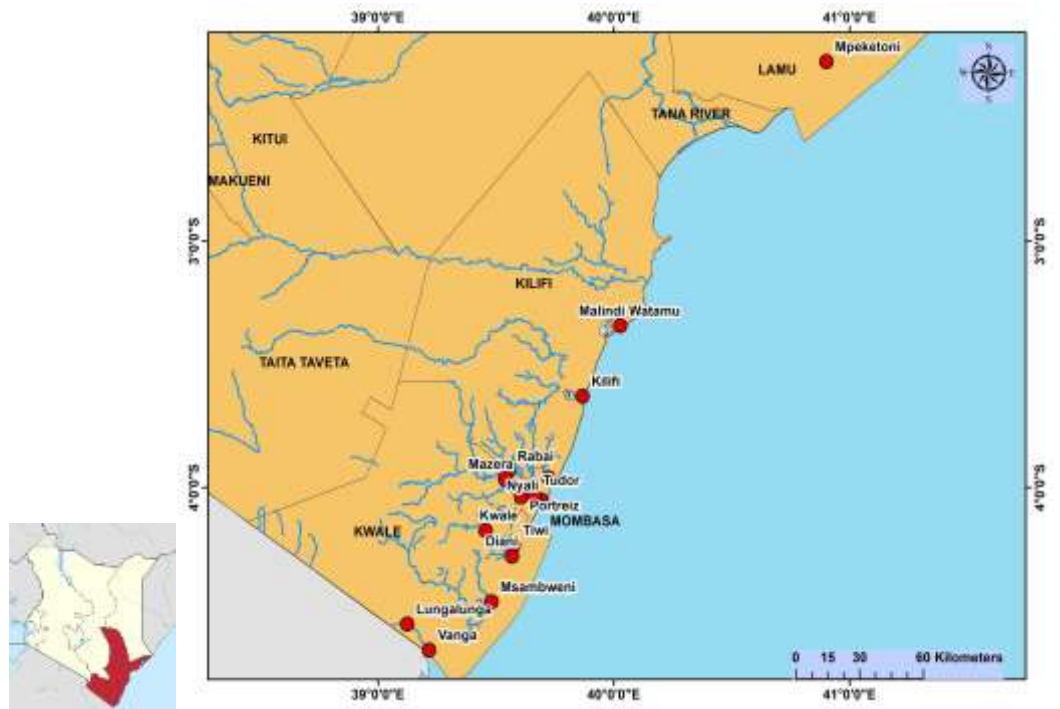 39°0'0"E 40°0'0"E 41°0'0"E
Mpeketoni
N
W E
S
LAMU
TANA RIVER
KITUI
MAKUENI
3°0'0"S 3°0'0"S
KILIFI
Malindi Watamu
TAITA TAVETA
Kilifi
Rabai
Mazera
Nyali Tudor
4°0'0"S 4°0'0"S
Portreiz
Kwale MOMBASA
KWALE Tiwi
Diani
Msambweni
Lungalunga
Vanga
0 15 30 60 Kilometers
39°0'0"E 40°0'0"E 41°0'0"E